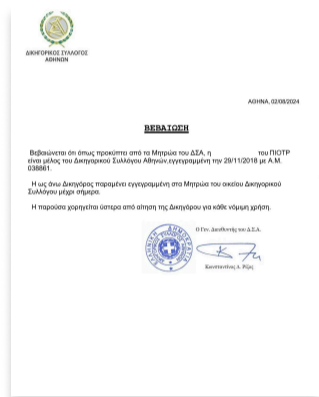 ΔΙΚΗΓΟΡΙΚΟΣ ΣΥΛΛΟΓΟΣ
ΑΘΗΝΩΝ
ΑΘΗΝΑ, 02/08/2024
ΒΕΒΑΙΩΣΗ
Βεβαιώνεται ότι όπως προκύπτει από τα Μητρώα του ΔΣΑ, η του ΠΙΟΤΡ
είναι μέλος του Δικηγορικού Συλλόγου Αθηνών,εγγεγραμμένη την 29/11/2018 με Α.Μ.
038861.
Η ως άνω Δικηγόρος παραμένει εγγεγραμμένη στα Μητρώα του οικείου Δικηγορικού
Συλλόγου μέχρι σήμερα.
Η παρούσα χορηγείται ύστερα από αίτηση της Δικηγόρου για κάθε νόμιμη χρήση.
Ο Γεν. Διευθυντής του Δ.Σ.Α.
ΕΛΛΗΝΙΚΗ ΔΗΜΟΚΡ�ατία
Κωνσταντίνος Α. Ρίζος